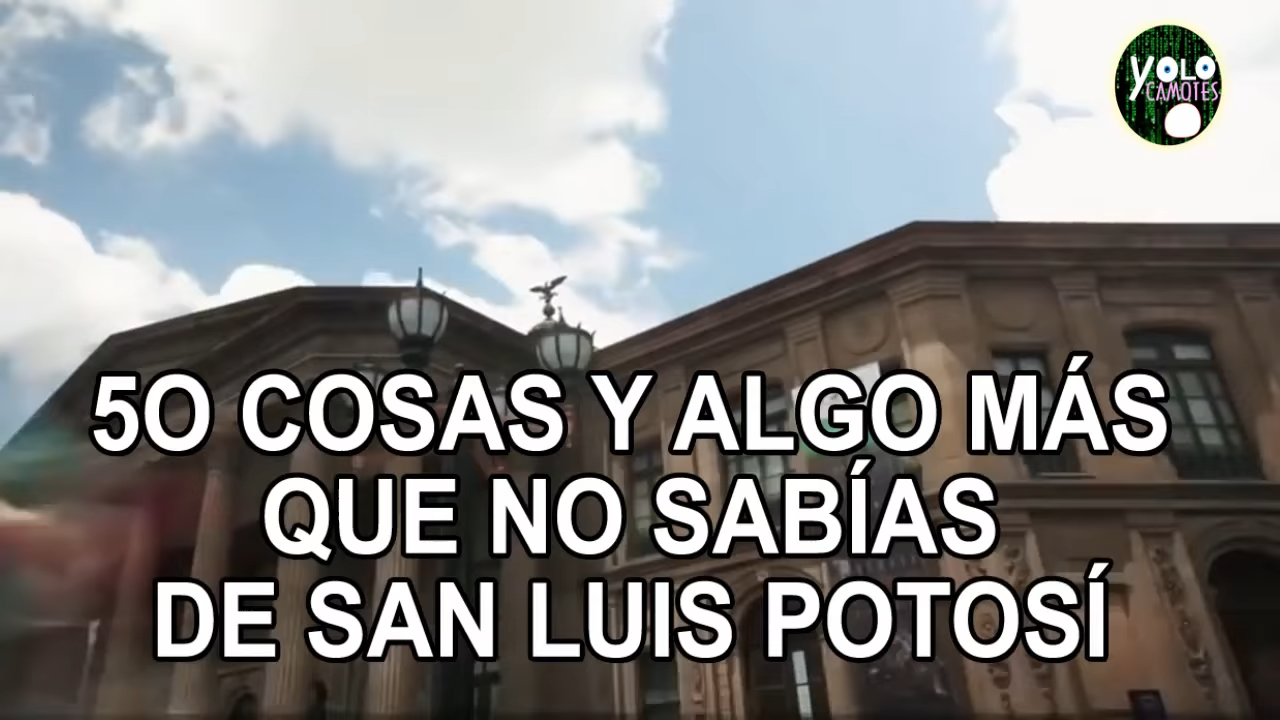 YOLO
CAMOTES
5O COSAS Y ALGO MÁS
QUE NO SABÍAS
DE SAN LUIS POTOSÍ